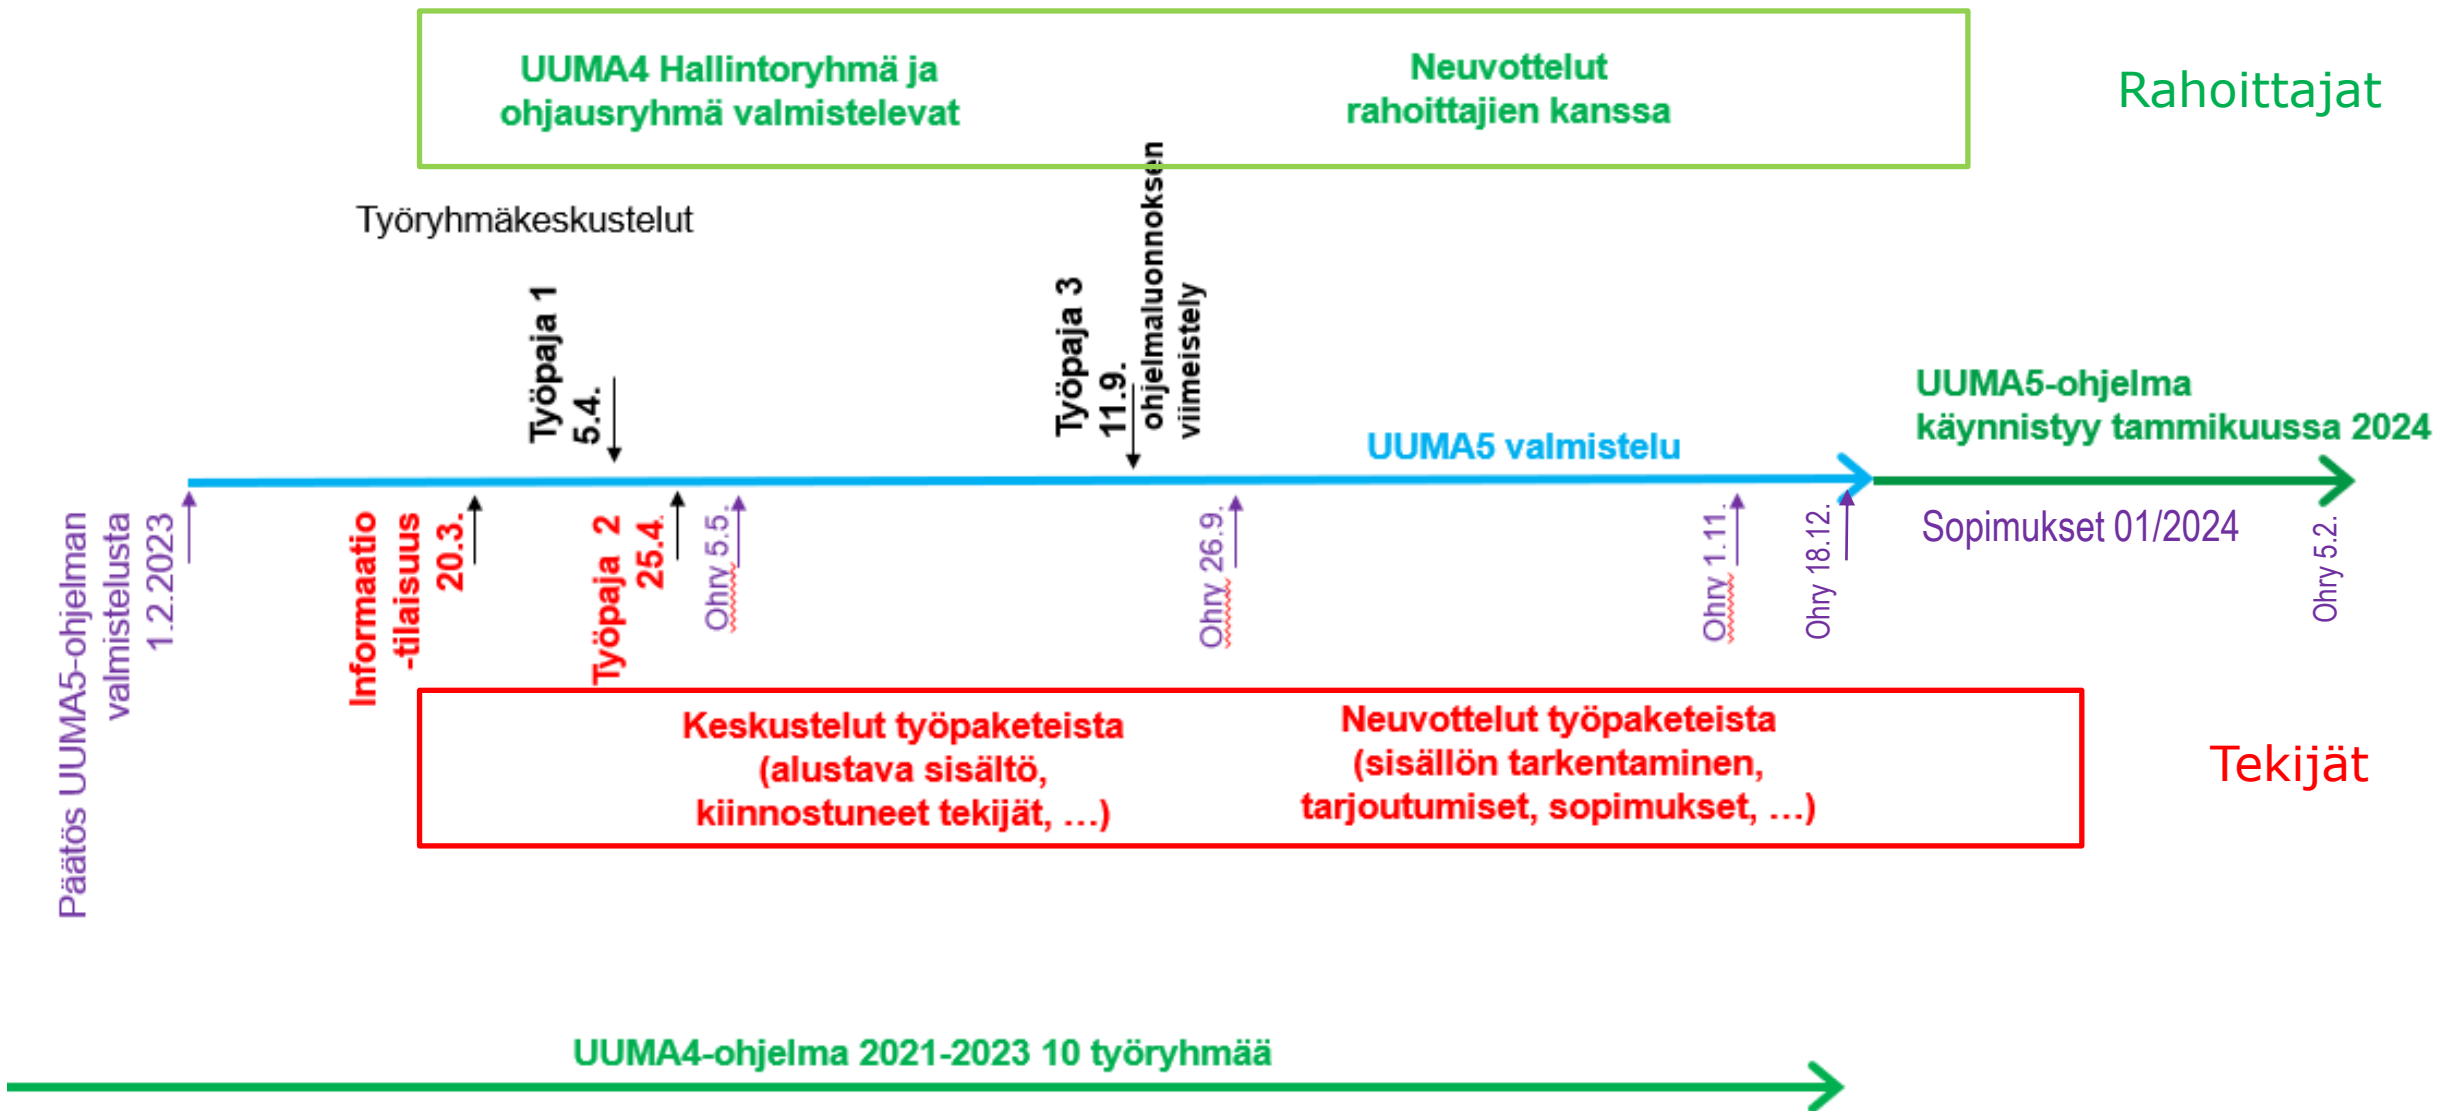 UUMA4 Hallintoryhmä ja
ohjausryhmä valmistelevat
Neuvottelut
rahoittajien kanssa
Rahoittajat
Työryhmäkeskustelut
Työpaja 1
5.4.
Työpaja 3
11.9.
ohjelmaluonnoksen
viimeistely
UUMA5 valmistelu
UUMA5-ohjelma
käynnistyy tammikuussa 2024
Päätös UUMA5-ohjelman
valmistelusta
1.2.2023
Informaatio
-tilaisuus
20.3.
Työpaja 2
25.4.
Ohry 5.5.
Ohry 26.9.
Ohry 1.11.
Ohry 18.12.
Sopimukset 01/2024
Ohry 5.2.
Keskustelut työpaketeista
(alustava sisältö,
kiinnostuneet tekijät, …)
Neuvottelut työpaketeista
(sisällön tarkentaminen,
tarjoutumiset, sopimukset, …)
Tekijät
UUMA4-ohjelma 2021-2023 10 työryhmää